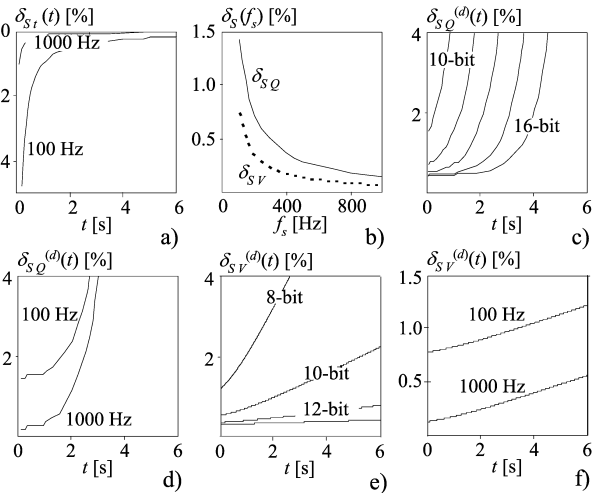 δSt(t) [%]
0
1000 Hz
2
100 Hz
4
0 2 4 6
t [s]
a)
δS(fs) [%]
1.5
1.0
0.5
δSQ
δSV
0 400 800
fs [Hz]
b)
δSQ(d)(t) [%]
4
10-bit
2
16-bit
0 2 4 6
t [s]
c)
δSQ(d)(t) [%]
4
100 Hz
2
1000 Hz
0 2 4 6
t [s]
d)
δSV(d)(t) [%]
4
8-bit
2
10-bit
12-bit
0 2 4 6
t [s]
e)
δSV(d)(t) [%]
1.5
100 Hz
1.0
1000 Hz
0.5
0 2 4 6
t [s]
f)